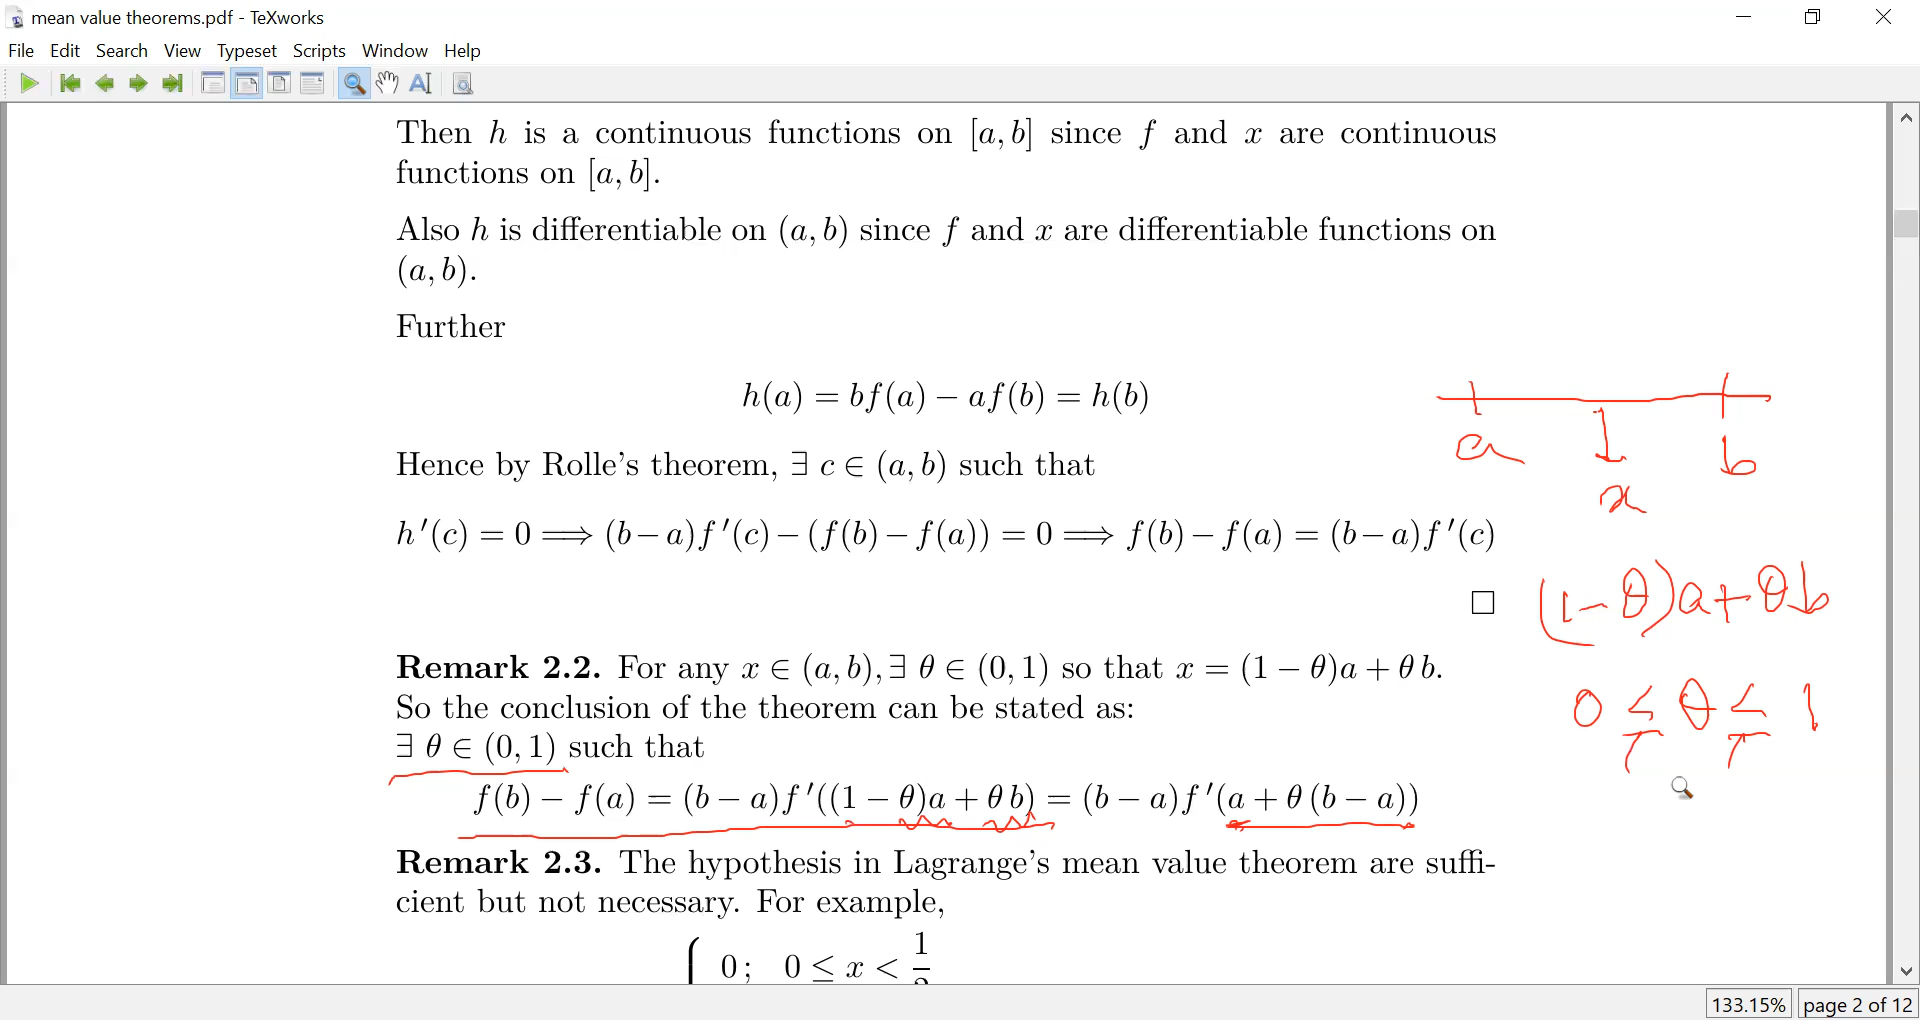 mean value theorems.pdf - TeXworks
File Edit Search View Typeset Scripts Window Help
Then h is a continuous functions on [a, b] since f and x are continuous
functions on [a, b].
Also h is differentiable on (a, b) since f and x are differentiable functions on
(a, b).
Further
h(a) = bf(a) − af(b) = h(b)
a
x
b
Hence by Rolle's theorem, ∃ c ∈ (a, b) such that
h′(c) = 0 ⟹ (b − a)f′(c) − (f(b) − f(a)) = 0 ⟹ f(b) − f(a) = (b − a)f′(c)
□
(1-θ)a+θb
Remark 2.2. For any x ∈ (a, b), ∃ θ ∈ (0, 1) so that x = (1 − θ)a + θ b.
So the conclusion of the theorem can be stated as:
0 ≤ θ ≤ 1
∃ θ ∈ (0, 1) such that
f(b) − f(a) = (b − a)f′((1 − θ)a + θ b) = (b − a)f′(a + θ (b − a))
Remark 2.3. The hypothesis in Lagrange's mean value theorem are suffi-
cient but not necessary. For example,
0 ; 0 ≤ x < 1
133.15% page 2 of 12